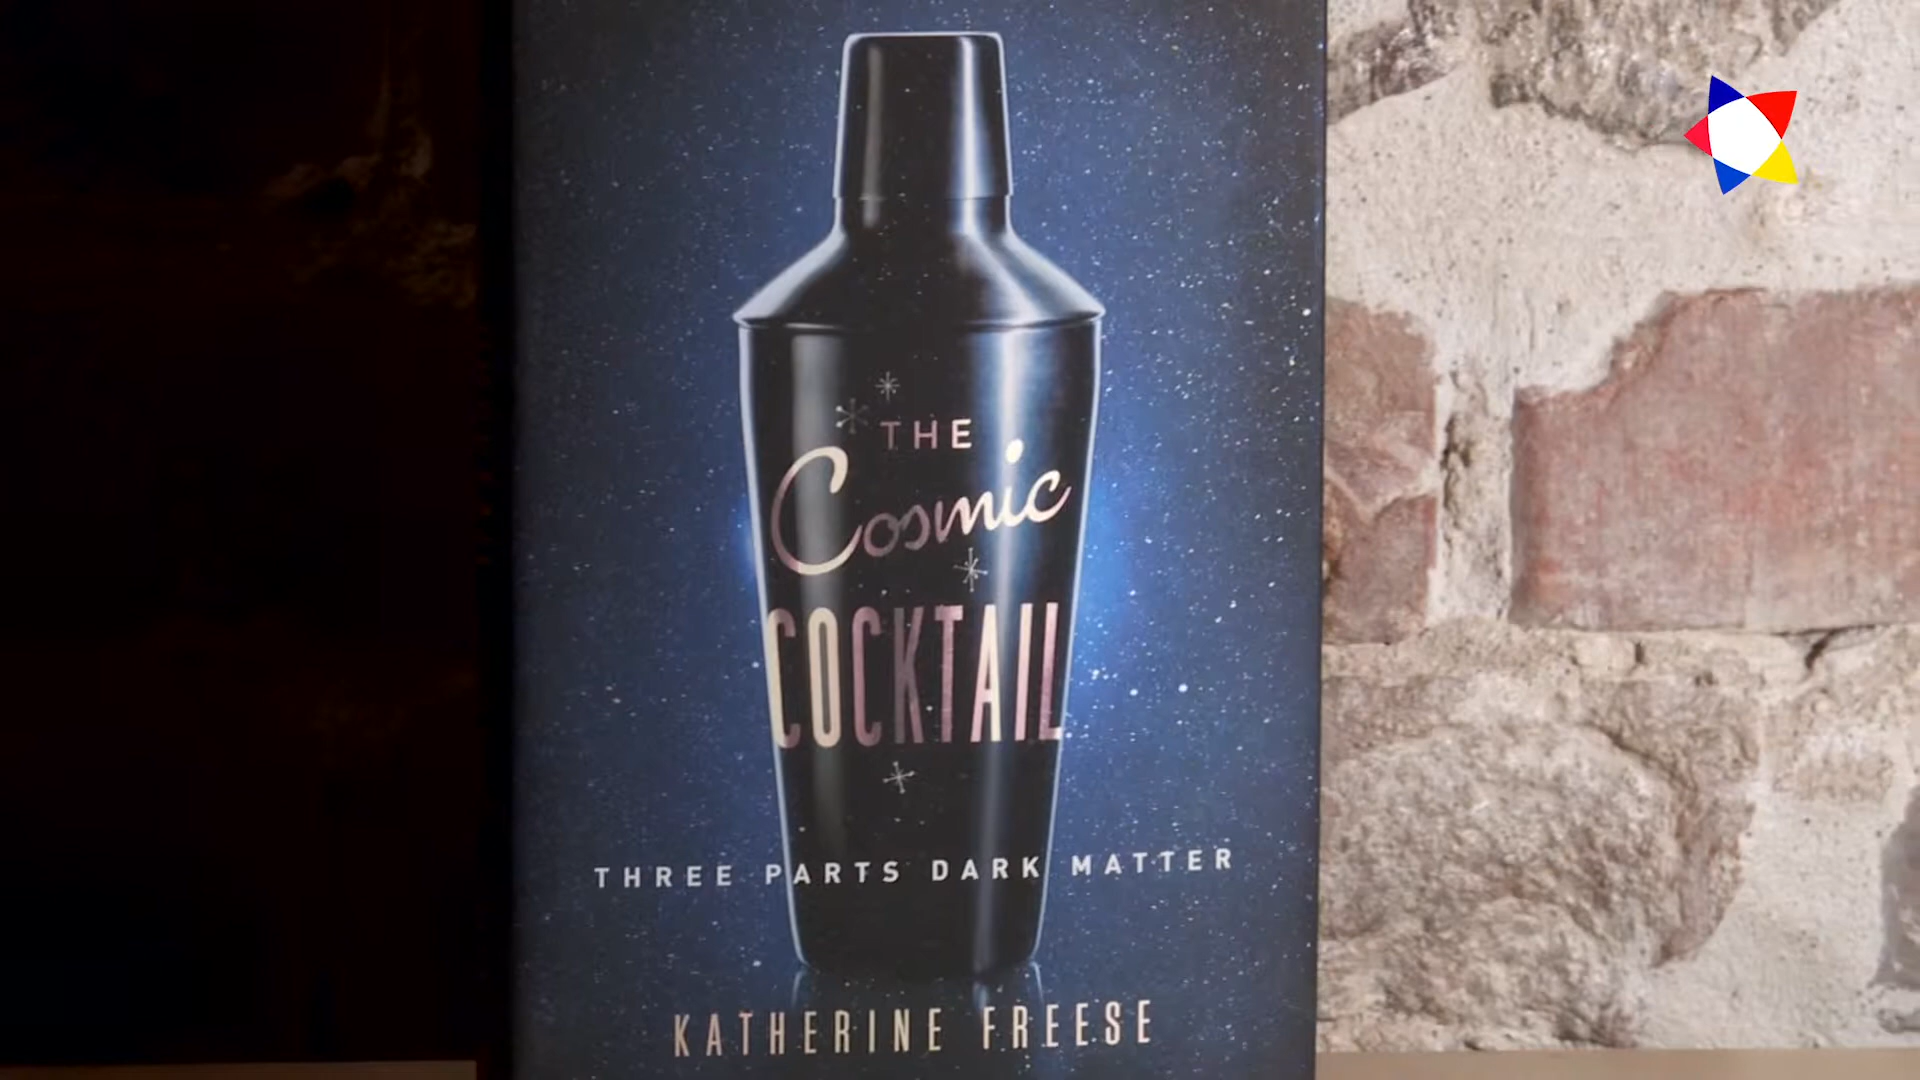 THE
Cosmic
COCKTAIL
THREE PARTS DARK MATTER
KATHERINE FREESE